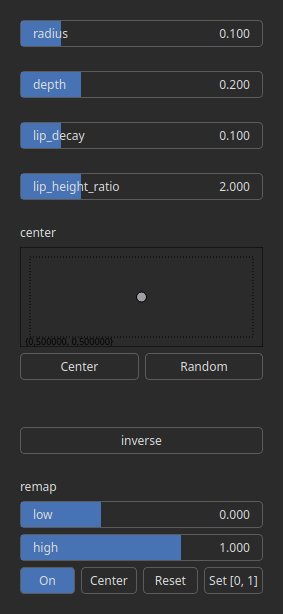 radius 0.100
depth 0.200
lip_decay 0.100
lip_height_ratio 2.000
center
(0.500000, 0.500000)
Center Random
inverse
remap
low 0.000
high 1.000
On Center Reset Set [0, 1]